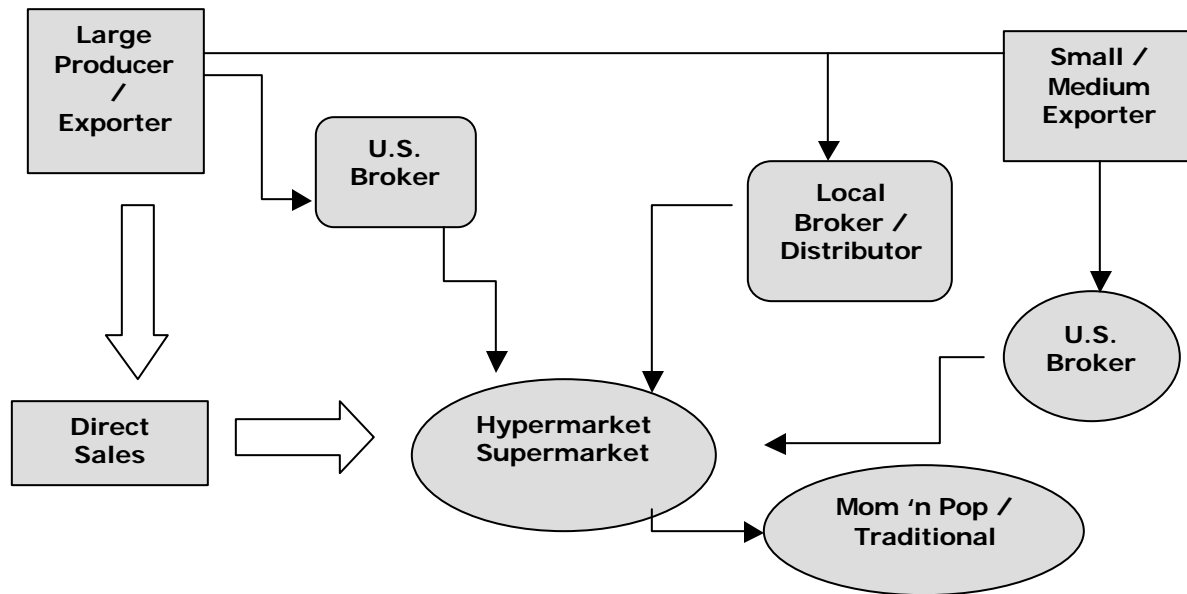 Large
Producer
/
Exporter
Small /
Medium
Exporter
U.S.
Broker
Local
Broker /
Distributor
U.S.
Broker
Direct
Sales
Hypermarket
Supermarket
Mom ‘n Pop /
Traditional